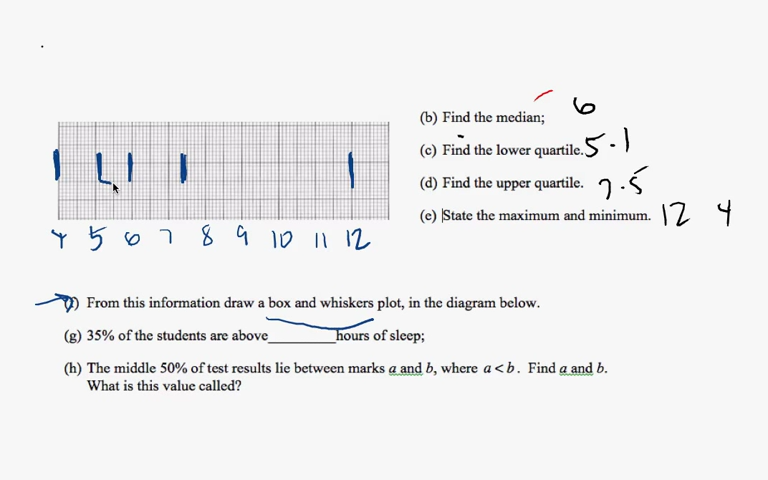 (b) Find the median; 6
(c) Find the lower quartile. 5.1
(d) Find the upper quartile. 7.5
(e) State the maximum and minimum. 12 4
4 5 6 7 8 9 10 11 12
(f) From this information draw a box and whiskers plot, in the diagram below.
(g) 35% of the students are above________hours of sleep;
(h) The middle 50% of test results lie between marks a and b, where a < b. Find a and b.
What is this value called?